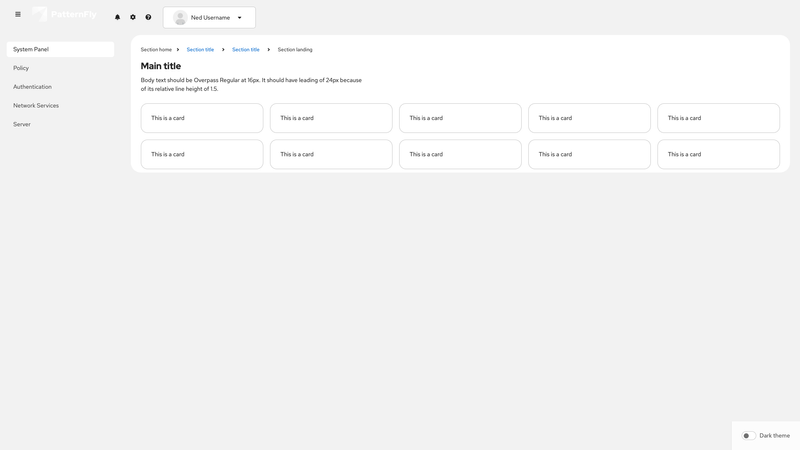 PatternFly
Ned Username
System Panel
Policy
Authentication
Network Services
Server
Section home Section title Section title Section landing
Main title
Body text should be Overpass Regular at 16px. It should have leading of 24px because
of its relative line height of 1.5.
This is a card This is a card This is a card This is a card This is a card
This is a card This is a card This is a card This is a card This is a card
Dark theme